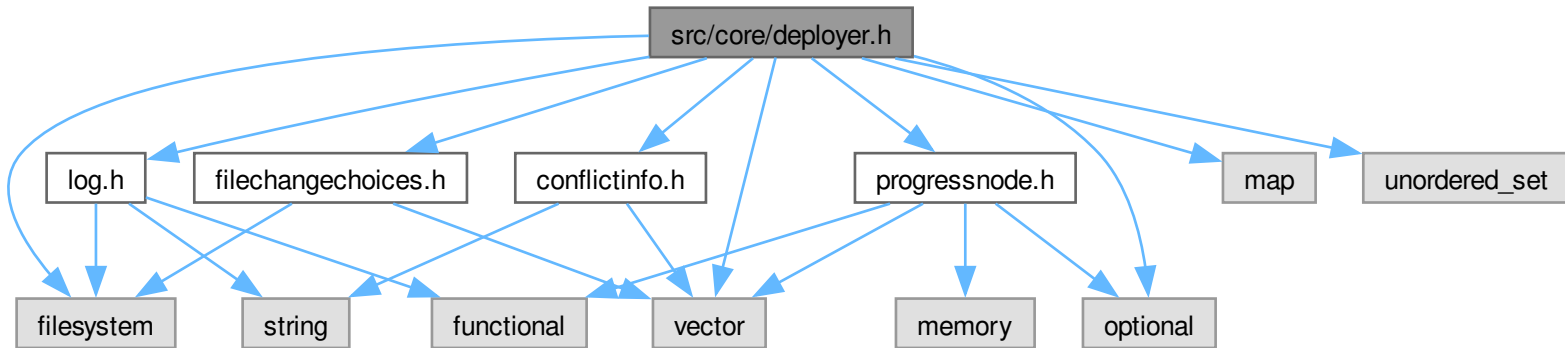 src/core/deployer.h
log.h
filechangechoices.h
conflictinfo.h
progressnode.h
map
unordered_set
filesystem
string
functional
vector
memory
optional